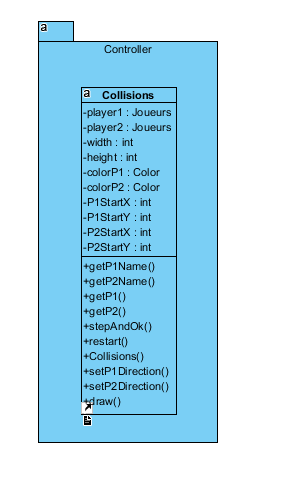 a
Controller
a
Collisions
-player1 : Joueurs
-player2 : Joueurs
-width : int
-height : int
-colorP1 : Color
-colorP2 : Color
-P1StartX : int
-P1StartY : int
-P2StartX : int
-P2StartY : int
+getP1Name()
+getP2Name()
+getP1()
+getP2()
+stepAndOk()
+restart()
+Collisions()
+setP1Direction()
+setP2Direction()
+draw()